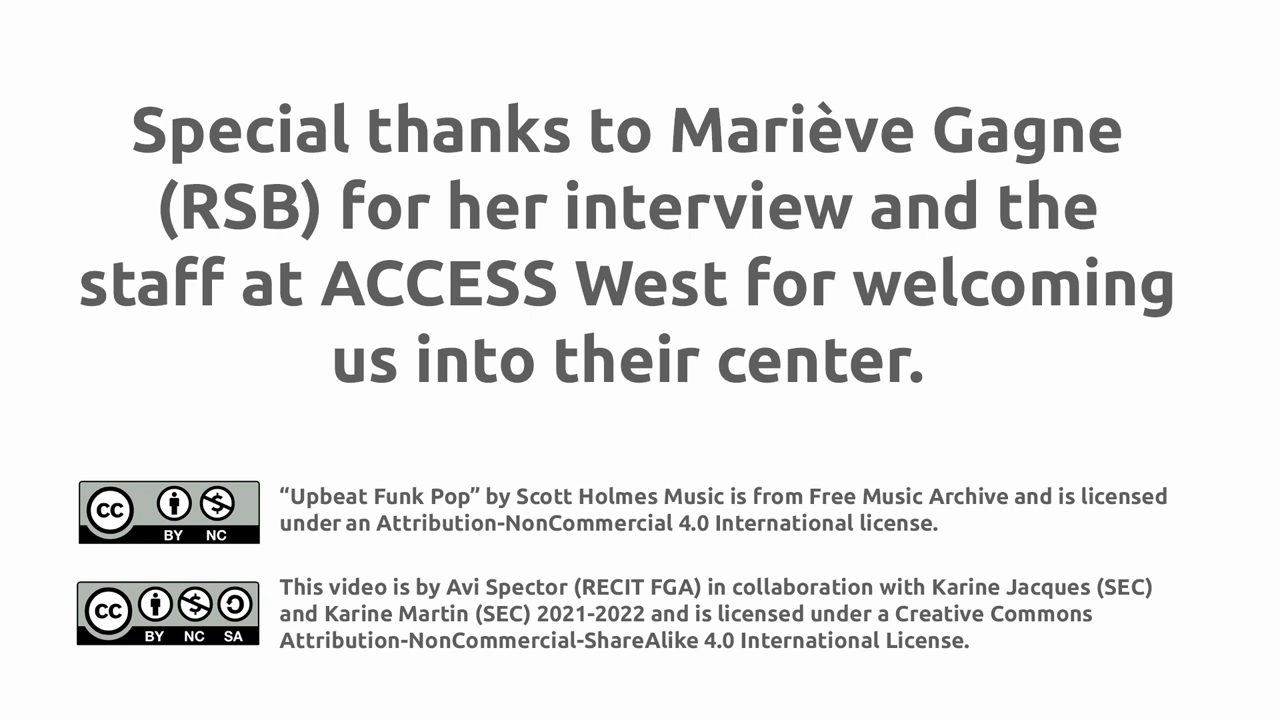 Special thanks to Mariève Gagne
(RSB) for her interview and the
staff at ACCESS West for welcoming
us into their center.
CC BY NC
“Upbeat Funk Pop” by Scott Holmes Music is from Free Music Archive and is licensed
under an Attribution-NonCommercial 4.0 International license.
CC BY NC SA
This video is by Avi Spector (RECIT FGA) in collaboration with Karine Jacques (SEC)
and Karine Martin (SEC) 2021-2022 and is licensed under a Creative Commons
Attribution-NonCommercial-ShareAlike 4.0 International License.